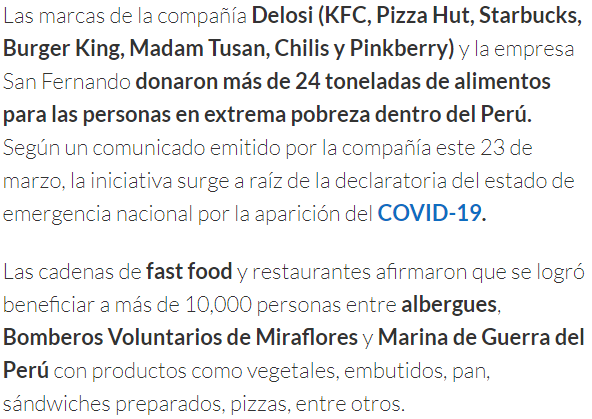 Las marcas de la compañía Delosi (KFC, Pizza Hut, Starbucks,
Burger King, Madam Tusan, Chilis y Pinkberry) y la empresa
San Fernando donaron más de 24 toneladas de alimentos
para las personas en extrema pobreza dentro del Perú.
Según un comunicado emitido por la compañía este 23 de
marzo, la iniciativa surge a raíz de la declaratoria del estado de
emergencia nacional por la aparición del COVID-19.
Las cadenas de fast food y restaurantes afirmaron que se logró
beneficiar a más de 10,000 personas entre albergues,
Bomberos Voluntarios de Miraflores y Marina de Guerra del
Perú con productos como vegetales, embutidos, pan,
sándwiches preparados, pizzas, entre otros.